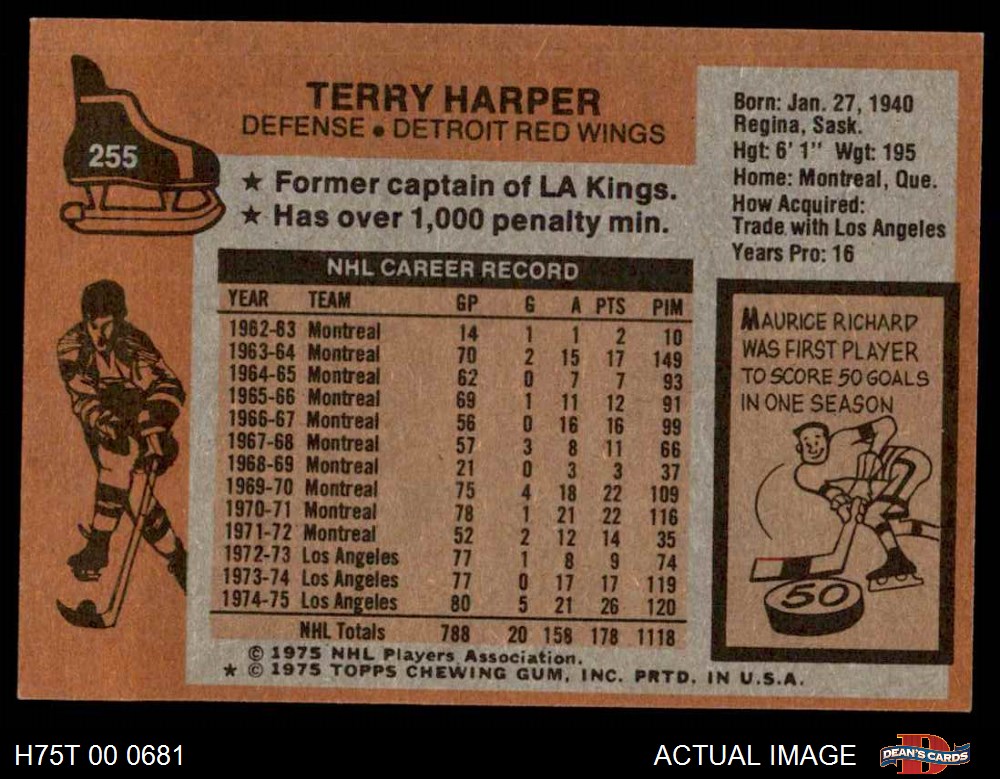 255
TERRY HARPER
DEFENSE • DETROIT RED WINGS
★ Former captain of LA Kings.
★ Has over 1,000 penalty min.
Born: Jan. 27, 1940
Regina, Sask.
Hgt: 6' 1" Wgt: 195
Home: Montreal, Que.
How Acquired:
Trade with Los Angeles
Years Pro: 16
NHL CAREER RECORD
YEAR TEAM GP G A PTS PIM
1962-63 Montreal 14 1 1 2 10
1963-64 Montreal 70 2 15 17 149
1964-65 Montreal 62 0 7 7 93
1965-66 Montreal 69 1 11 12 91
1966-67 Montreal 56 0 16 16 99
1967-68 Montreal 57 3 8 11 66
1968-69 Montreal 21 0 3 3 37
1969-70 Montreal 75 4 18 22 109
1970-71 Montreal 78 1 21 22 116
1971-72 Montreal 52 2 12 14 35
1972-73 Los Angeles 77 1 8 9 74
1973-74 Los Angeles 77 0 17 17 119
1974-75 Los Angeles 80 5 21 26 120
NHL Totals 788 20 158 178 1118
© 1975 NHL Players Association.
★ © 1975 TOPPS CHEWING GUM, INC. PRTD. IN U.S.A.
MAURICE RICHARD
WAS FIRST PLAYER
TO SCORE 50 GOALS
IN ONE SEASON
50
H75T 00 0681
ACTUAL IMAGE
DEAN'S CARDS